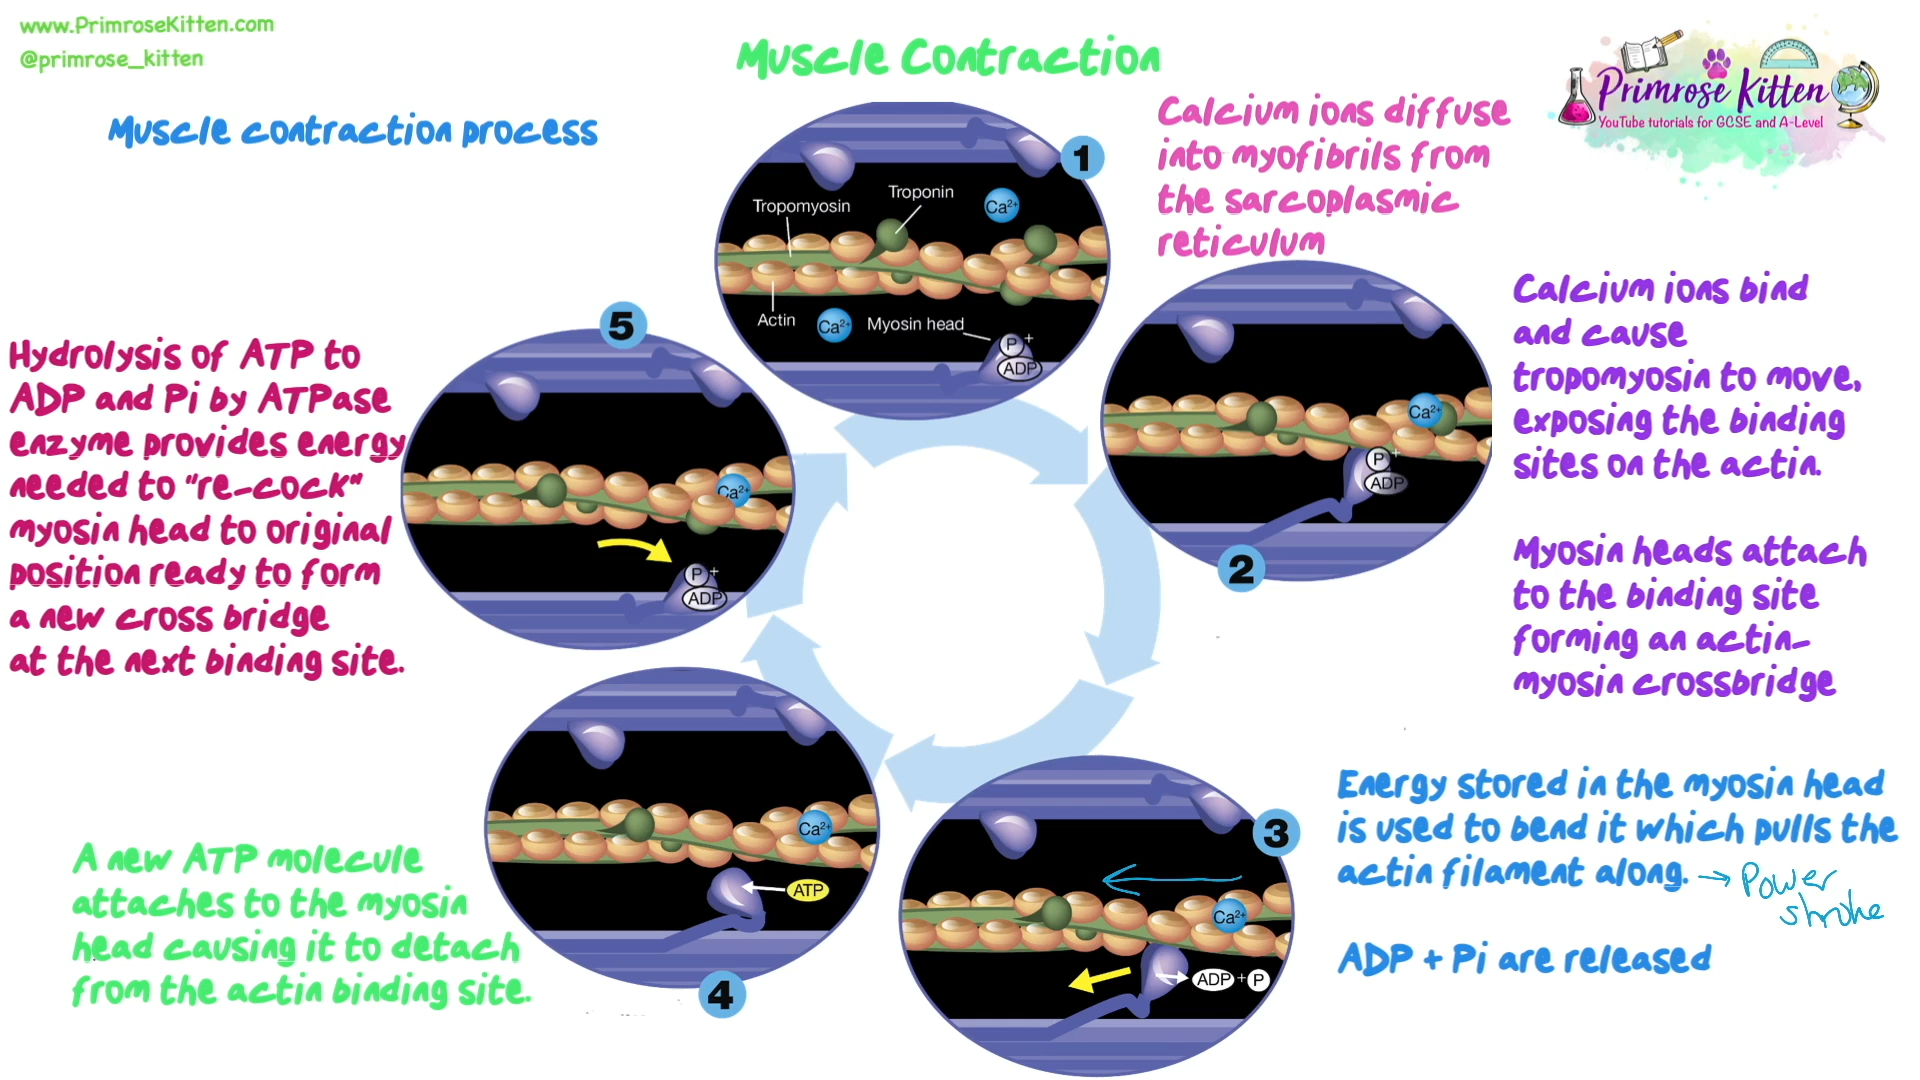 www.PrimroseKitten.com
@primrose_kitten
Muscle Contraction
Primrose Kitten
YouTube tutorials for GCSE and A-Level
Muscle contraction process
1
Calcium ions diffuse
into myofibrils from
the sarcoplasmic
reticulum
Troponin
Tropomyosin
Ca2+
Actin
Ca2+
Myosin head
P +
ADP
2
Calcium ions bind
and cause
tropomyosin to move,
exposing the binding
sites on the actin.
Myosin heads attach
to the binding site
forming an actin-
myosin crossbridge
Ca2+
P +
ADP
3
Energy stored in the myosin head
is used to bend it which pulls the
actin filament along. → Power
stroke
ADP + Pi are released
Ca2+
ADP + P
4
A new ATP molecule
attaches to the myosin
head causing it to detach
from the actin binding site.
Ca2+
ATP
5
Hydrolysis of ATP to
ADP and Pi by ATPase
enzyme provides energy
needed to "re-cock"
myosin head to original
position ready to form
a new cross bridge
at the next binding site.
Ca2+
P +
ADP